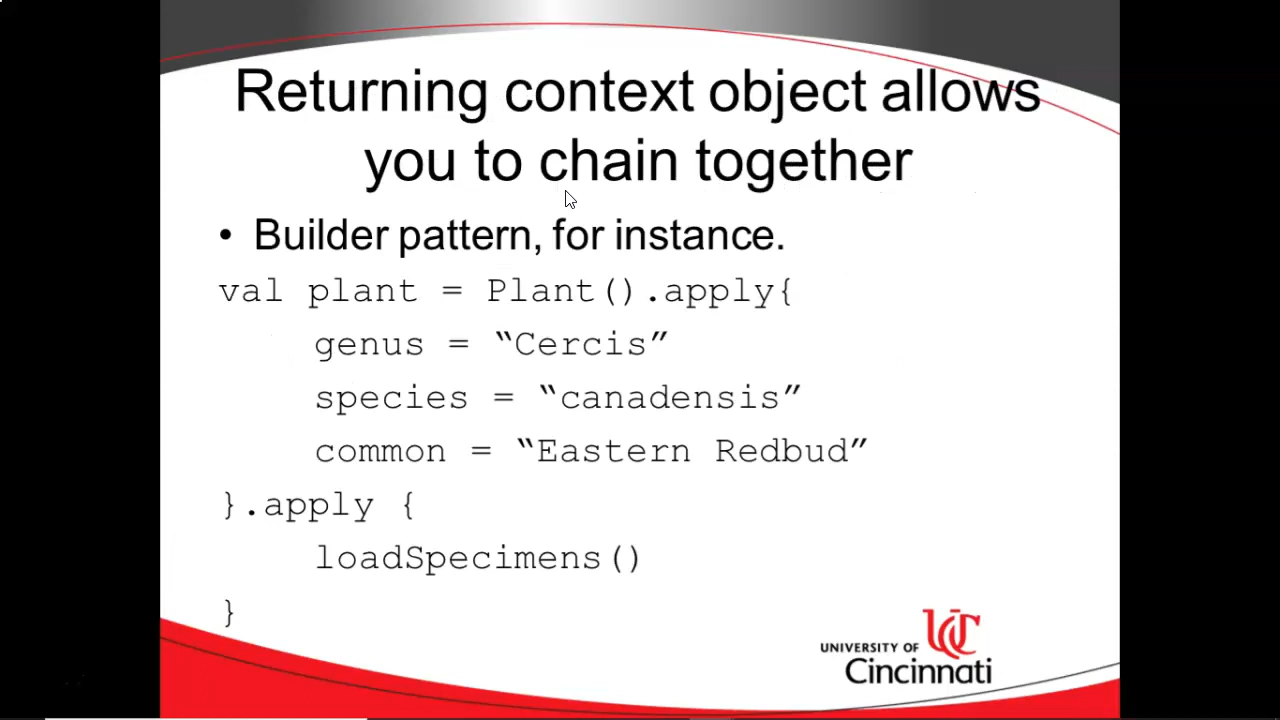 Returning context object allows
you to chain together
• Builder pattern, for instance.
val plant = Plant().apply{
genus = “Cercis”
species = “canadensis”
common = “Eastern Redbud”
}.apply {
loadSpecimens()
}
UC
UNIVERSITY OF
Cincinnati